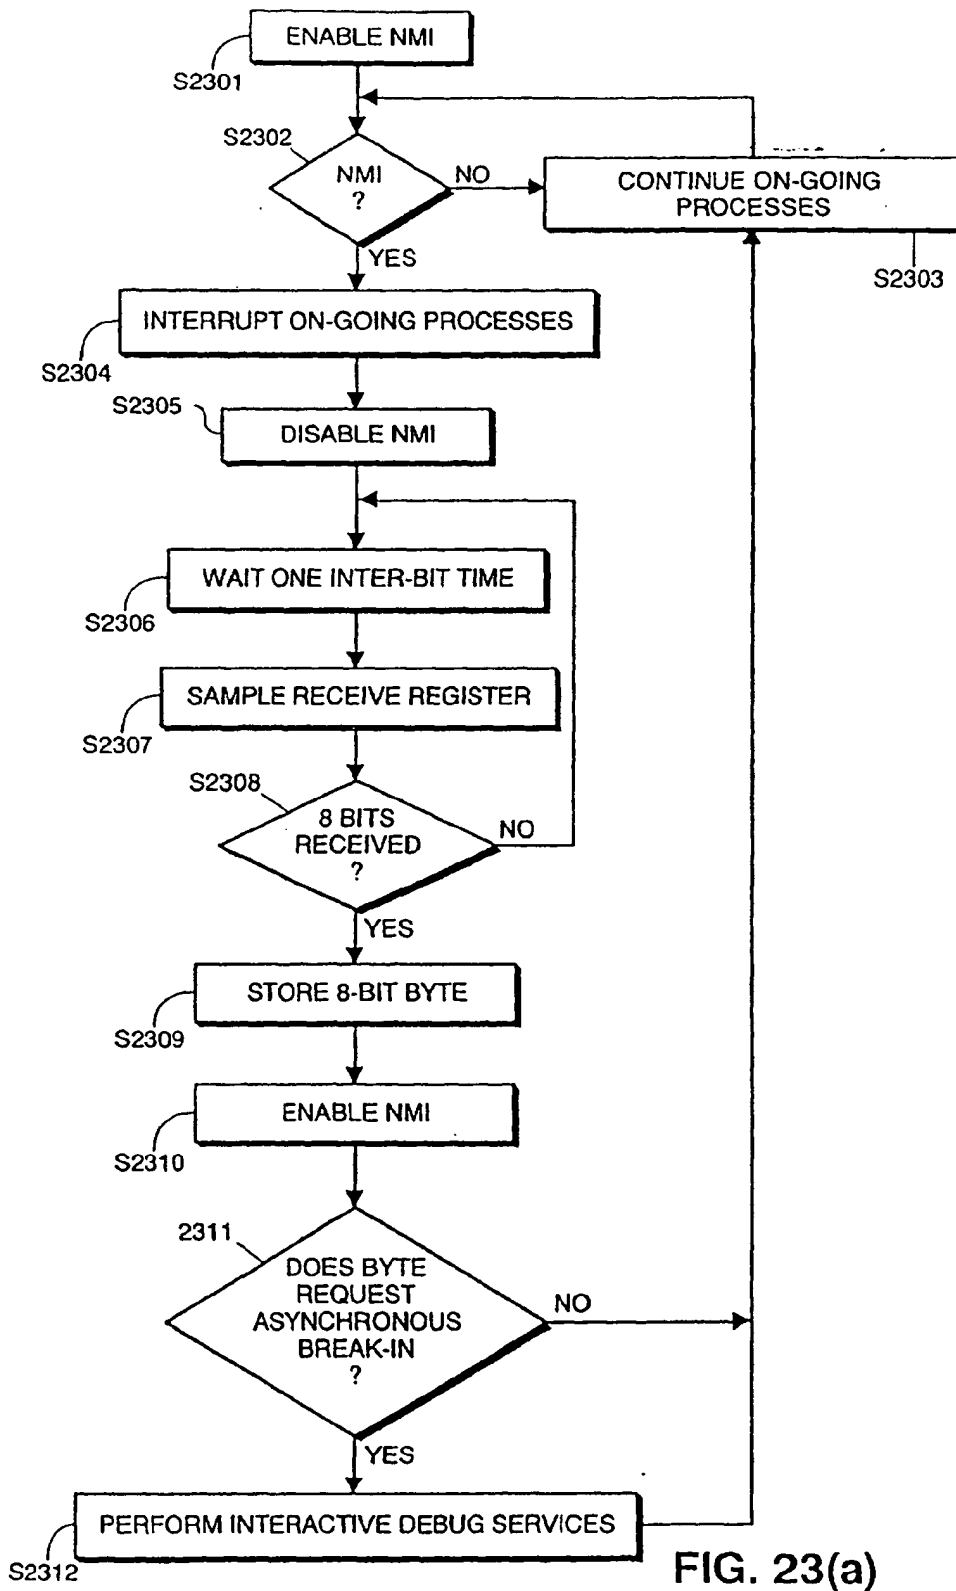 ENABLE NMI
S2301
S2302
NMI
?
NO
YES
CONTINUE ON-GOING
PROCESSES
S2303
INTERRUPT ON-GOING PROCESSES
S2304
S2305
DISABLE NMI
WAIT ONE INTER-BIT TIME
S2306
SAMPLE RECEIVE REGISTER
S2307
S2308
8 BITS
RECEIVED
?
NO
YES
STORE 8-BIT BYTE
S2309
ENABLE NMI
S2310
2311
DOES BYTE
REQUEST
ASYNCHRONOUS
BREAK-IN
?
NO
YES
PERFORM INTERACTIVE DEBUG SERVICES
S2312
FIG. 23(a)